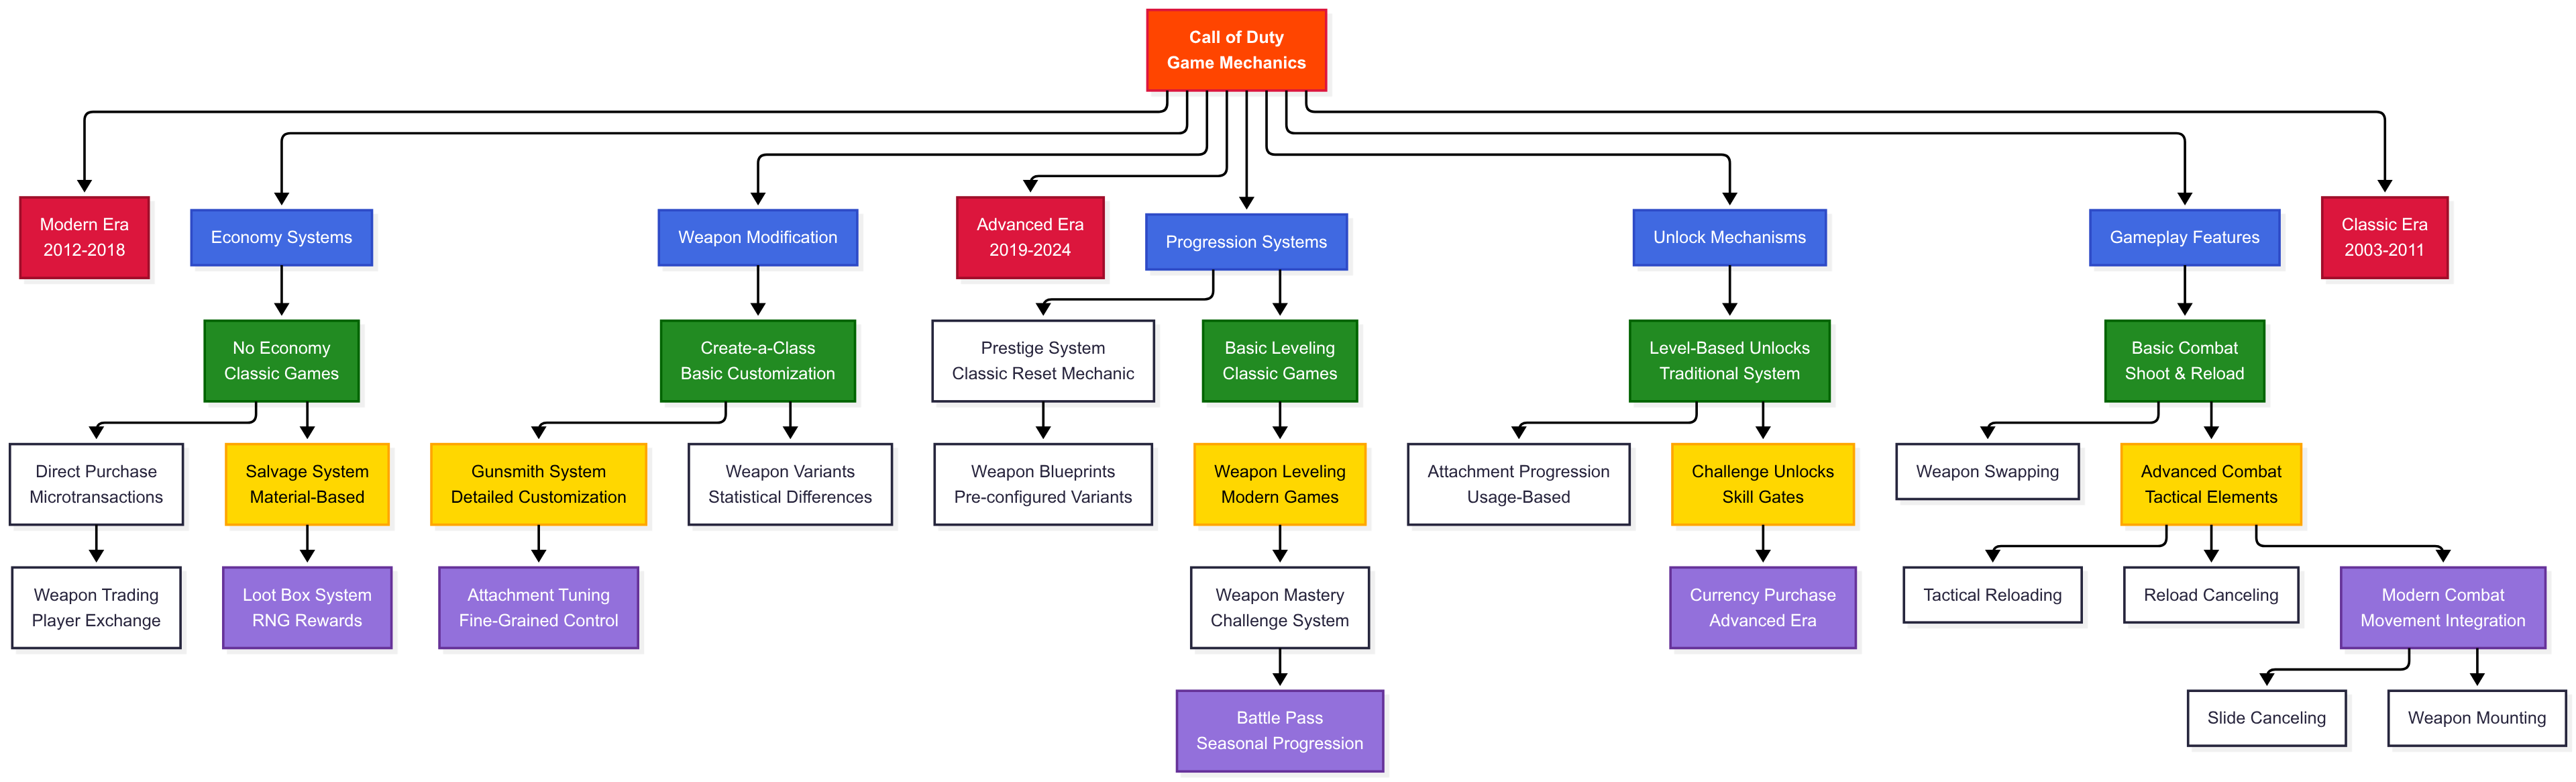 Call of Duty
Game Mechanics
Modern Era
2012-2018
Economy Systems
Weapon Modification
Advanced Era
2019-2024
Progression Systems
Unlock Mechanisms
Gameplay Features
Classic Era
2003-2011
No Economy
Classic Games
Create-a-Class
Basic Customization
Prestige System
Classic Reset Mechanic
Basic Leveling
Classic Games
Level-Based Unlocks
Traditional System
Basic Combat
Shoot & Reload
Direct Purchase
Microtransactions
Salvage System
Material-Based
Gunsmith System
Detailed Customization
Weapon Variants
Statistical Differences
Weapon Blueprints
Pre-configured Variants
Weapon Leveling
Modern Games
Attachment Progression
Usage-Based
Challenge Unlocks
Skill Gates
Weapon Swapping
Advanced Combat
Tactical Elements
Weapon Trading
Player Exchange
Loot Box System
RNG Rewards
Attachment Tuning
Fine-Grained Control
Weapon Mastery
Challenge System
Currency Purchase
Advanced Era
Tactical Reloading
Reload Canceling
Modern Combat
Movement Integration
Battle Pass
Seasonal Progression
Slide Canceling
Weapon Mounting